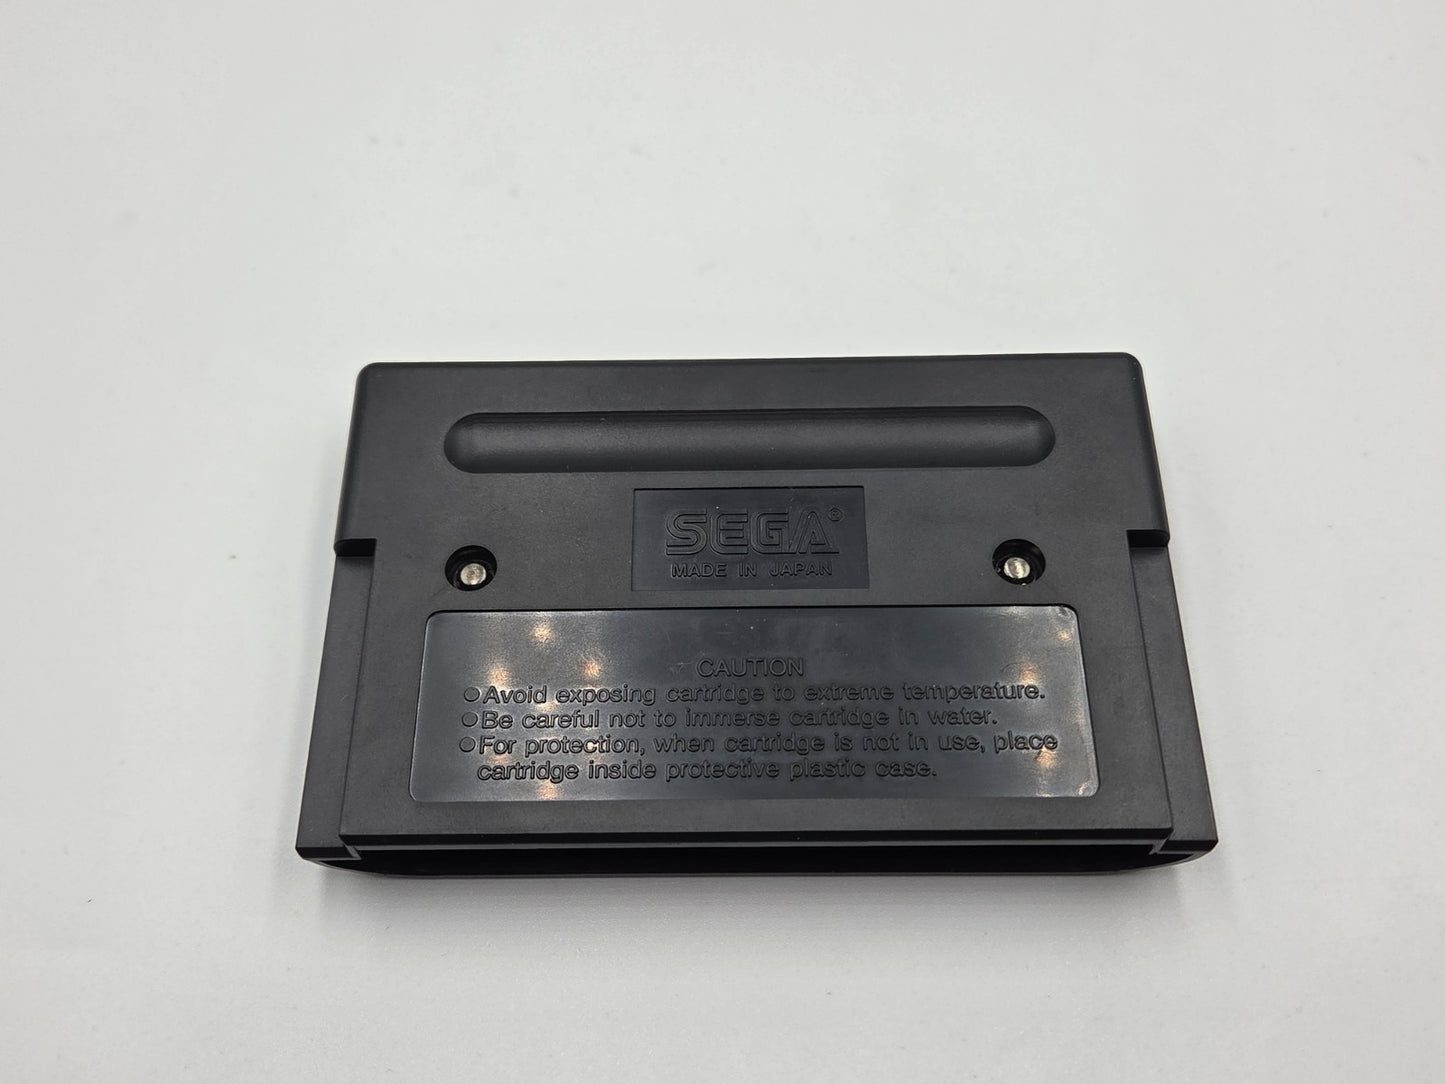 SEGA®
MADE IN JAPAN
CAUTION
○Avoid exposing cartridge to extreme temperature.
○Be careful not to immerse cartridge in water.
○For protection, when cartridge is not in use, place
cartridge inside protective plastic case.